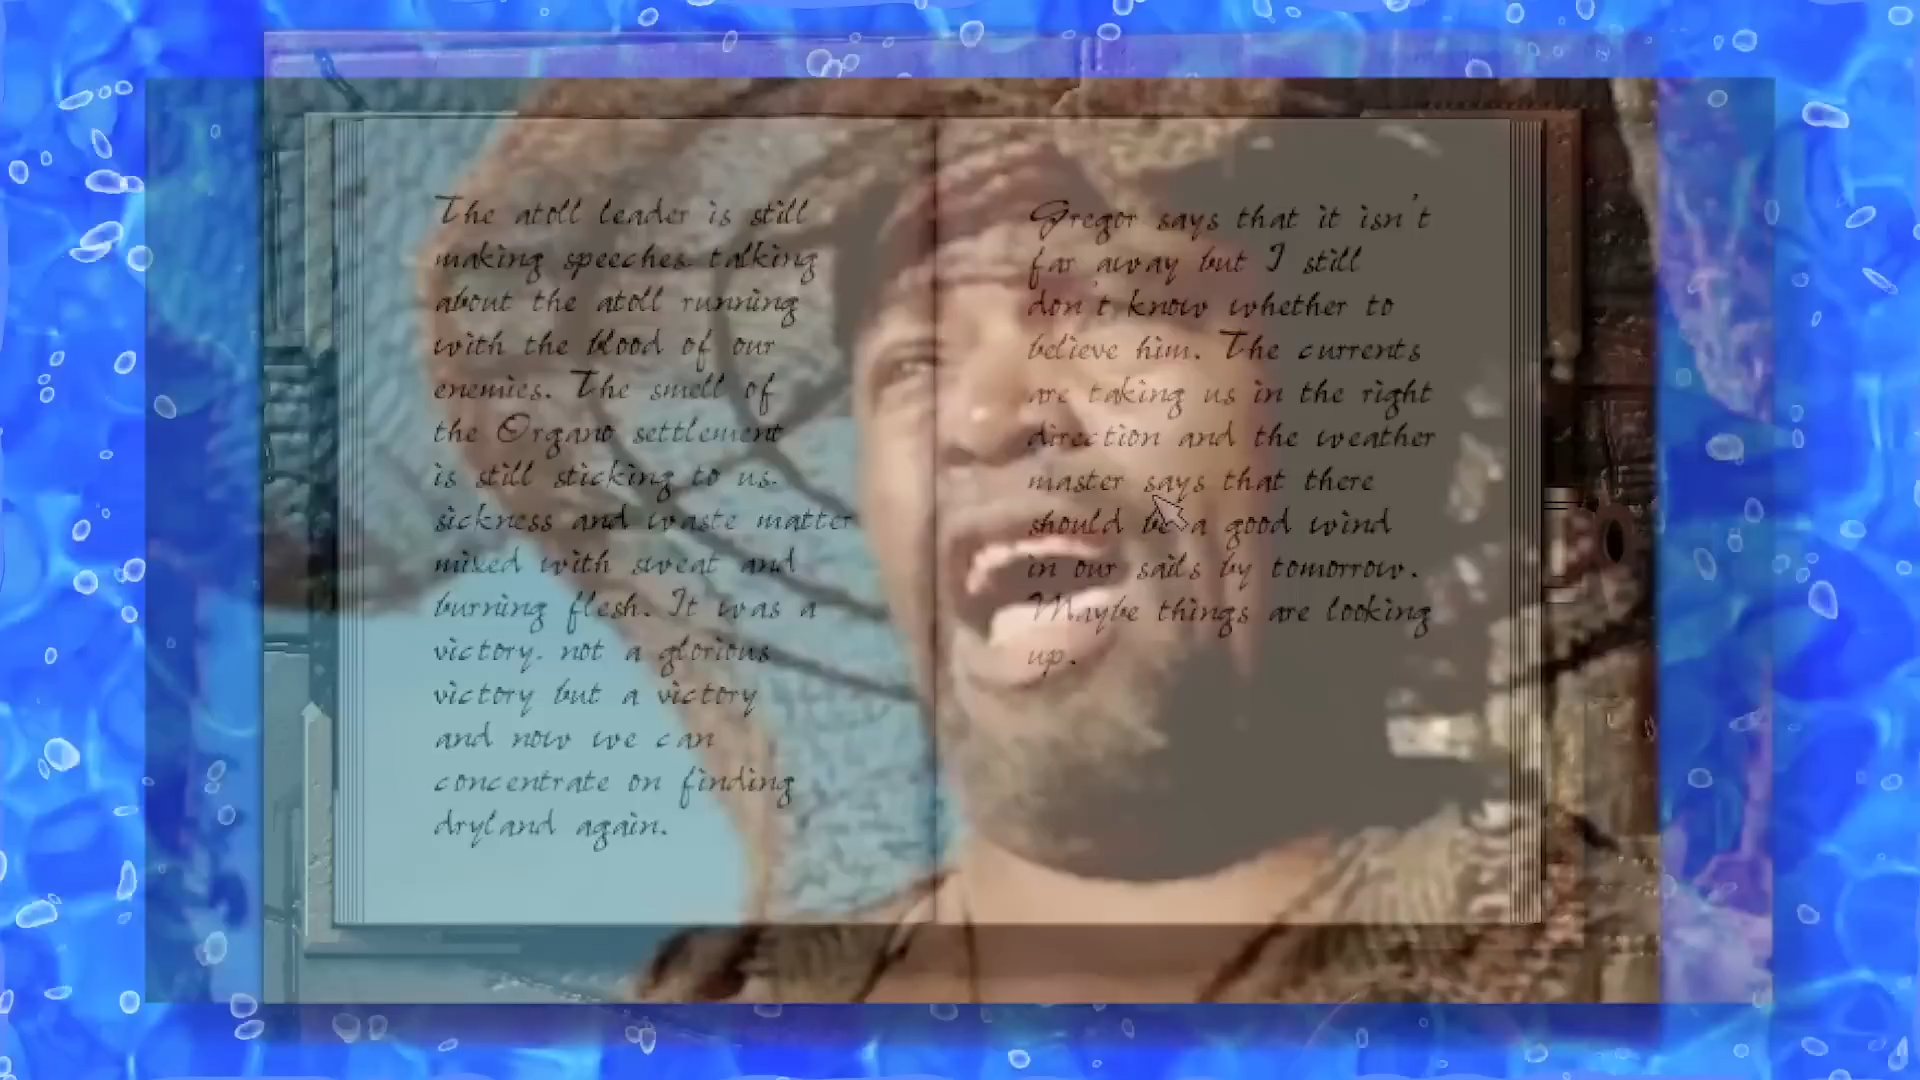 The atoll leader is still
making speeches talking
about the atoll running
with the blood of our
enemies. The smell of
the Organo settlement
is still sticking to us.
sickness and waste matter
mixed with sweat and
burning flesh. It was a
victory. not a glorious
victory but a victory
and now we can
concentrate on finding
dryland again.
Gregor says that it isn't
far away but I still
don't know whether to
believe him. The currents
are taking us in the right
direction and the weather
master says that there
should be a good wind
in our sails by tomorrow.
Maybe things are looking
up.